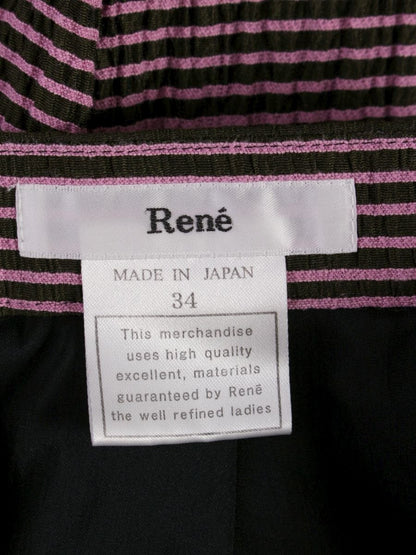 René
MADE IN JAPAN
34
This merchandise
uses high quality
excellent, materials
guaranteed by René
the well refined ladies